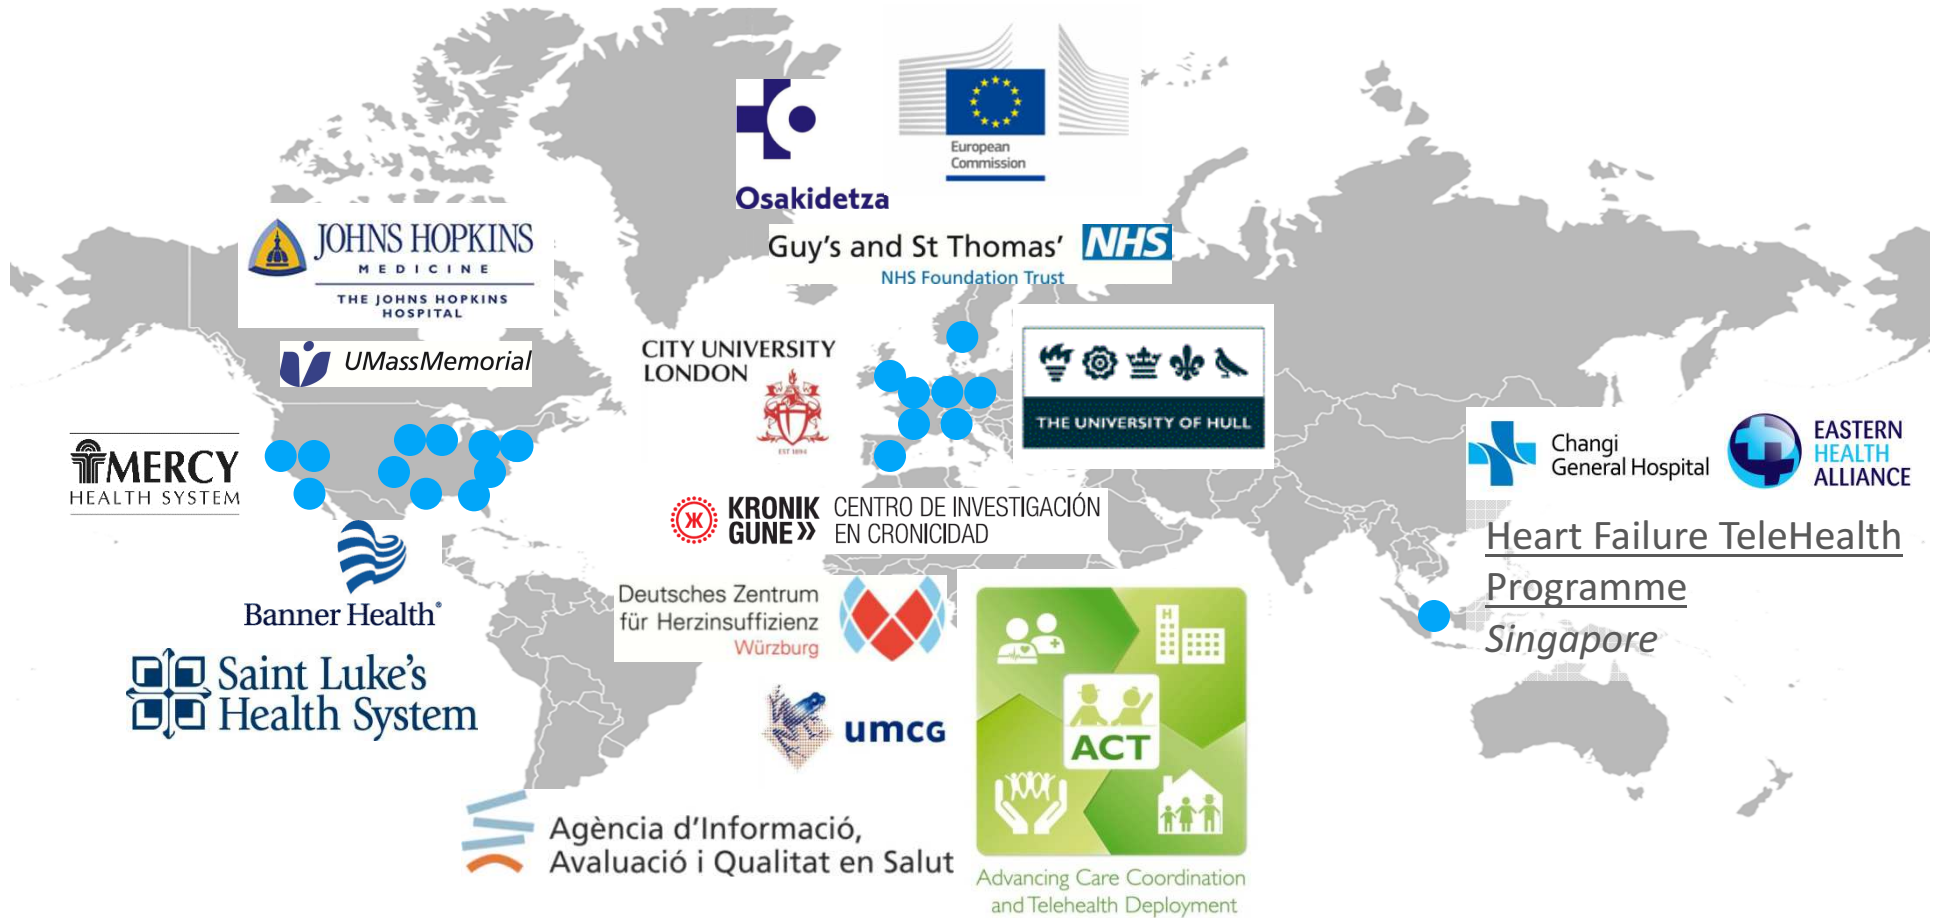 European
Commission
Osakidetza
JOHNS HOPKINS
MEDICINE
THE JOHNS HOPKINS
HOSPITAL
Guy's and St Thomas' NHS
NHS Foundation Trust
UMassMemorial
CITY UNIVERSITY
LONDON
EST 1894
THE UNIVERSITY OF HULL
MERCY
HEALTH SYSTEM
Changi
General Hospital
EASTERN
HEALTH
ALLIANCE
KRONIK
GUNE»
CENTRO DE INVESTIGACIÓN
EN CRONICIDAD
Heart Failure TeleHealth
Programme
Singapore
Banner Health®
Deutsches Zentrum
für Herzinsuffizienz
Würzburg
H
Saint Luke's
Health System
umcg
ACT
Agència d'Informació,
Avaluació i Qualitat en Salut
Advancing Care Coordination
and Telehealth Deployment